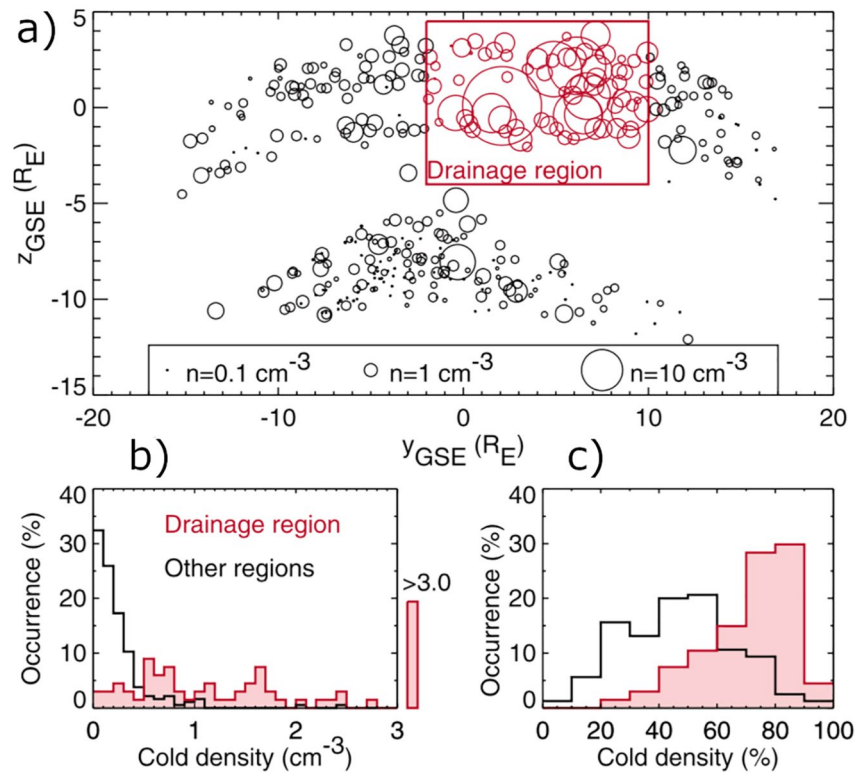 a)
5
0
-5
-10
-15
z_GSE (R_E)
Drainage region
n=0.1 cm⁻³ n=1 cm⁻³ n=10 cm⁻³
-20 -10 0 10 20
y_GSE (R_E)
b)
40
30
20
10
0
Occurrence (%)
Drainage region
Other regions
>3.0
0 1 2 3
Cold density (cm⁻³)
c)
40
30
20
10
0
Occurrence (%)
0 20 40 60 80 100
Cold density (%)